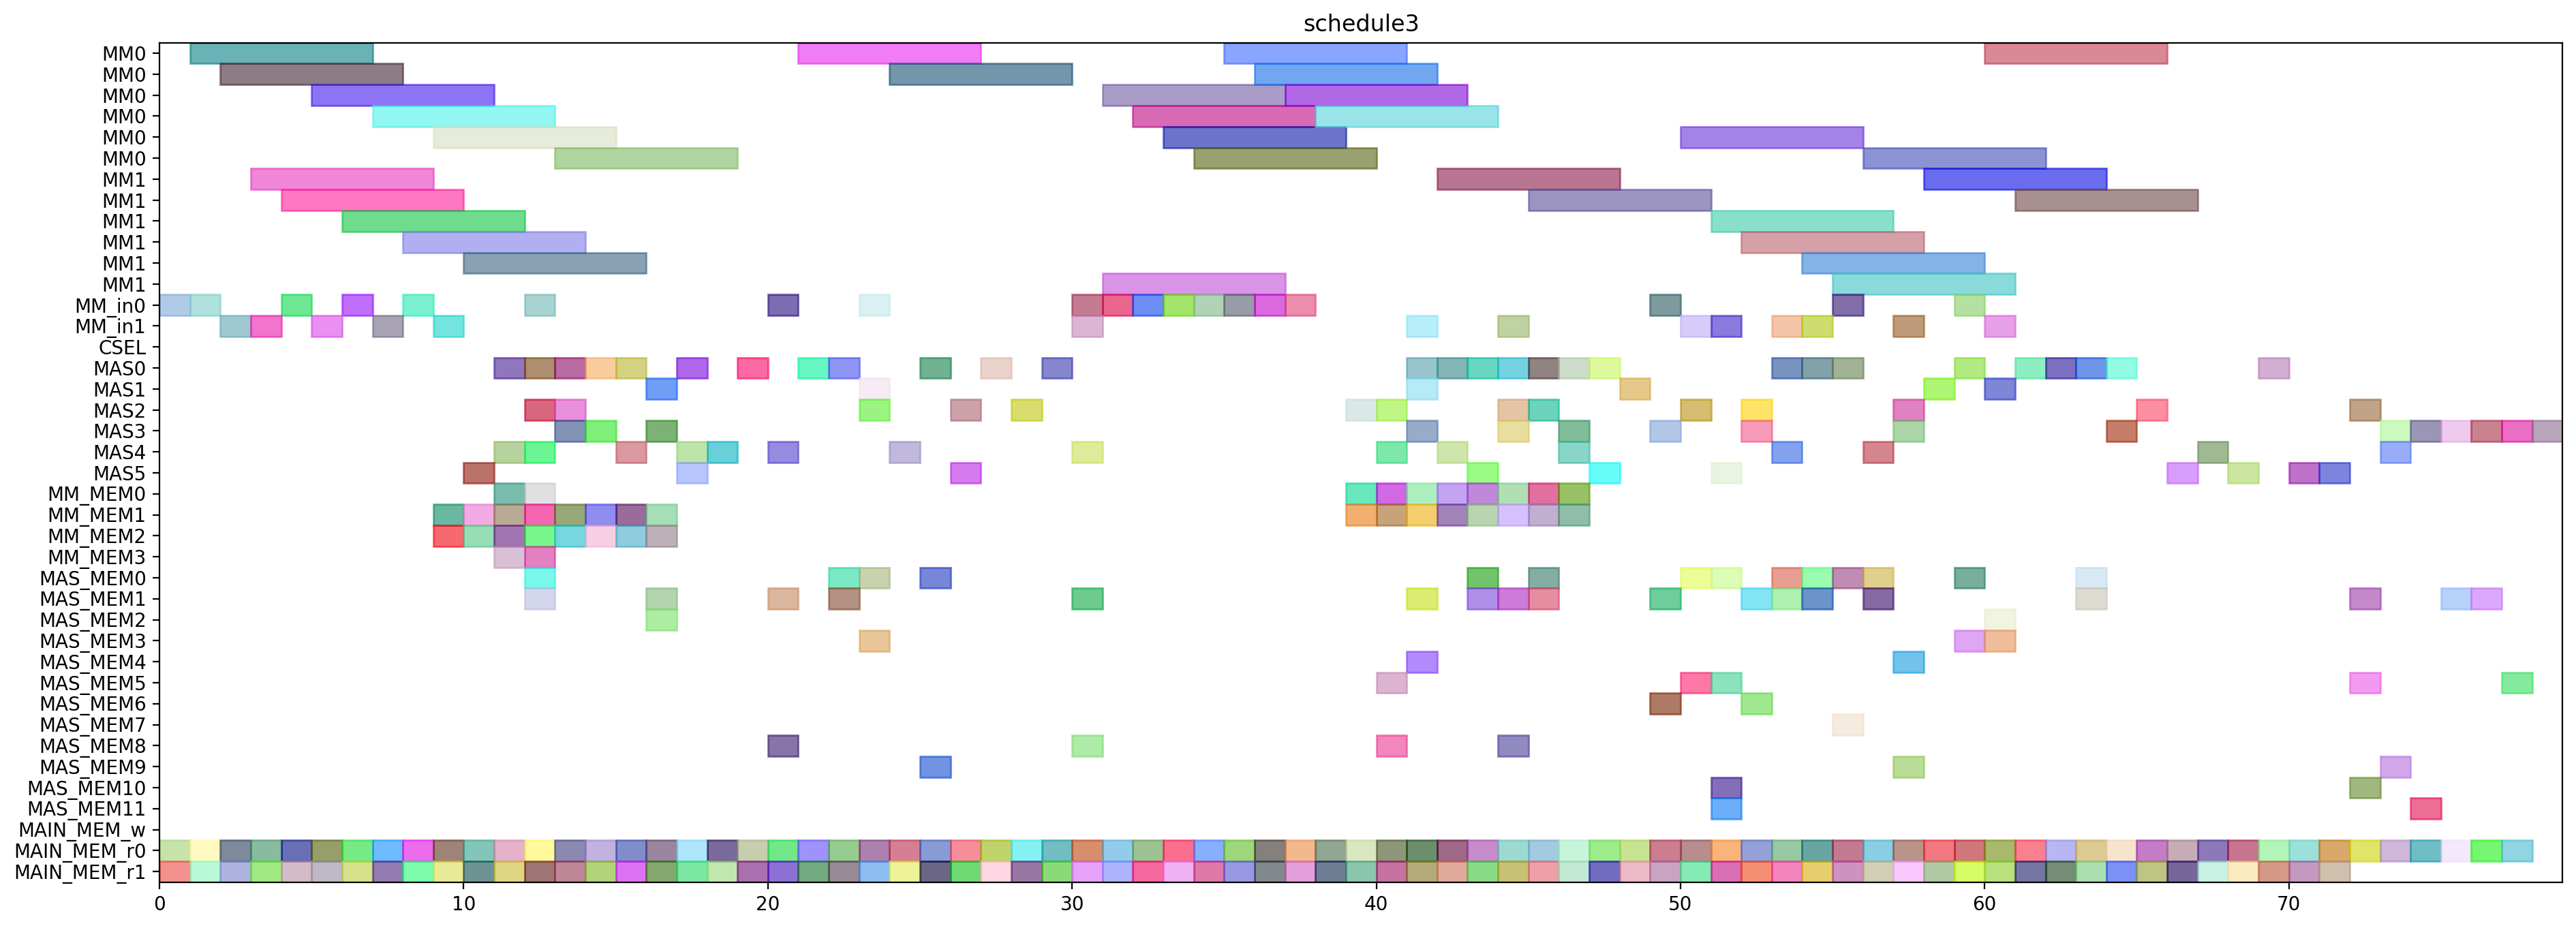 schedule3
MM0
MM0
MM0
MM0
MM0
MM0
MM1
MM1
MM1
MM1
MM1
MM1
MM_in0
MM_in1
CSEL
MAS0
MAS1
MAS2
MAS3
MAS4
MAS5
MM_MEM0
MM_MEM1
MM_MEM2
MM_MEM3
MAS_MEM0
MAS_MEM1
MAS_MEM2
MAS_MEM3
MAS_MEM4
MAS_MEM5
MAS_MEM6
MAS_MEM7
MAS_MEM8
MAS_MEM9
MAS_MEM10
MAS_MEM11
MAIN_MEM_w
MAIN_MEM_r0
MAIN_MEM_r1
0 10 20 30 40 50 60 70